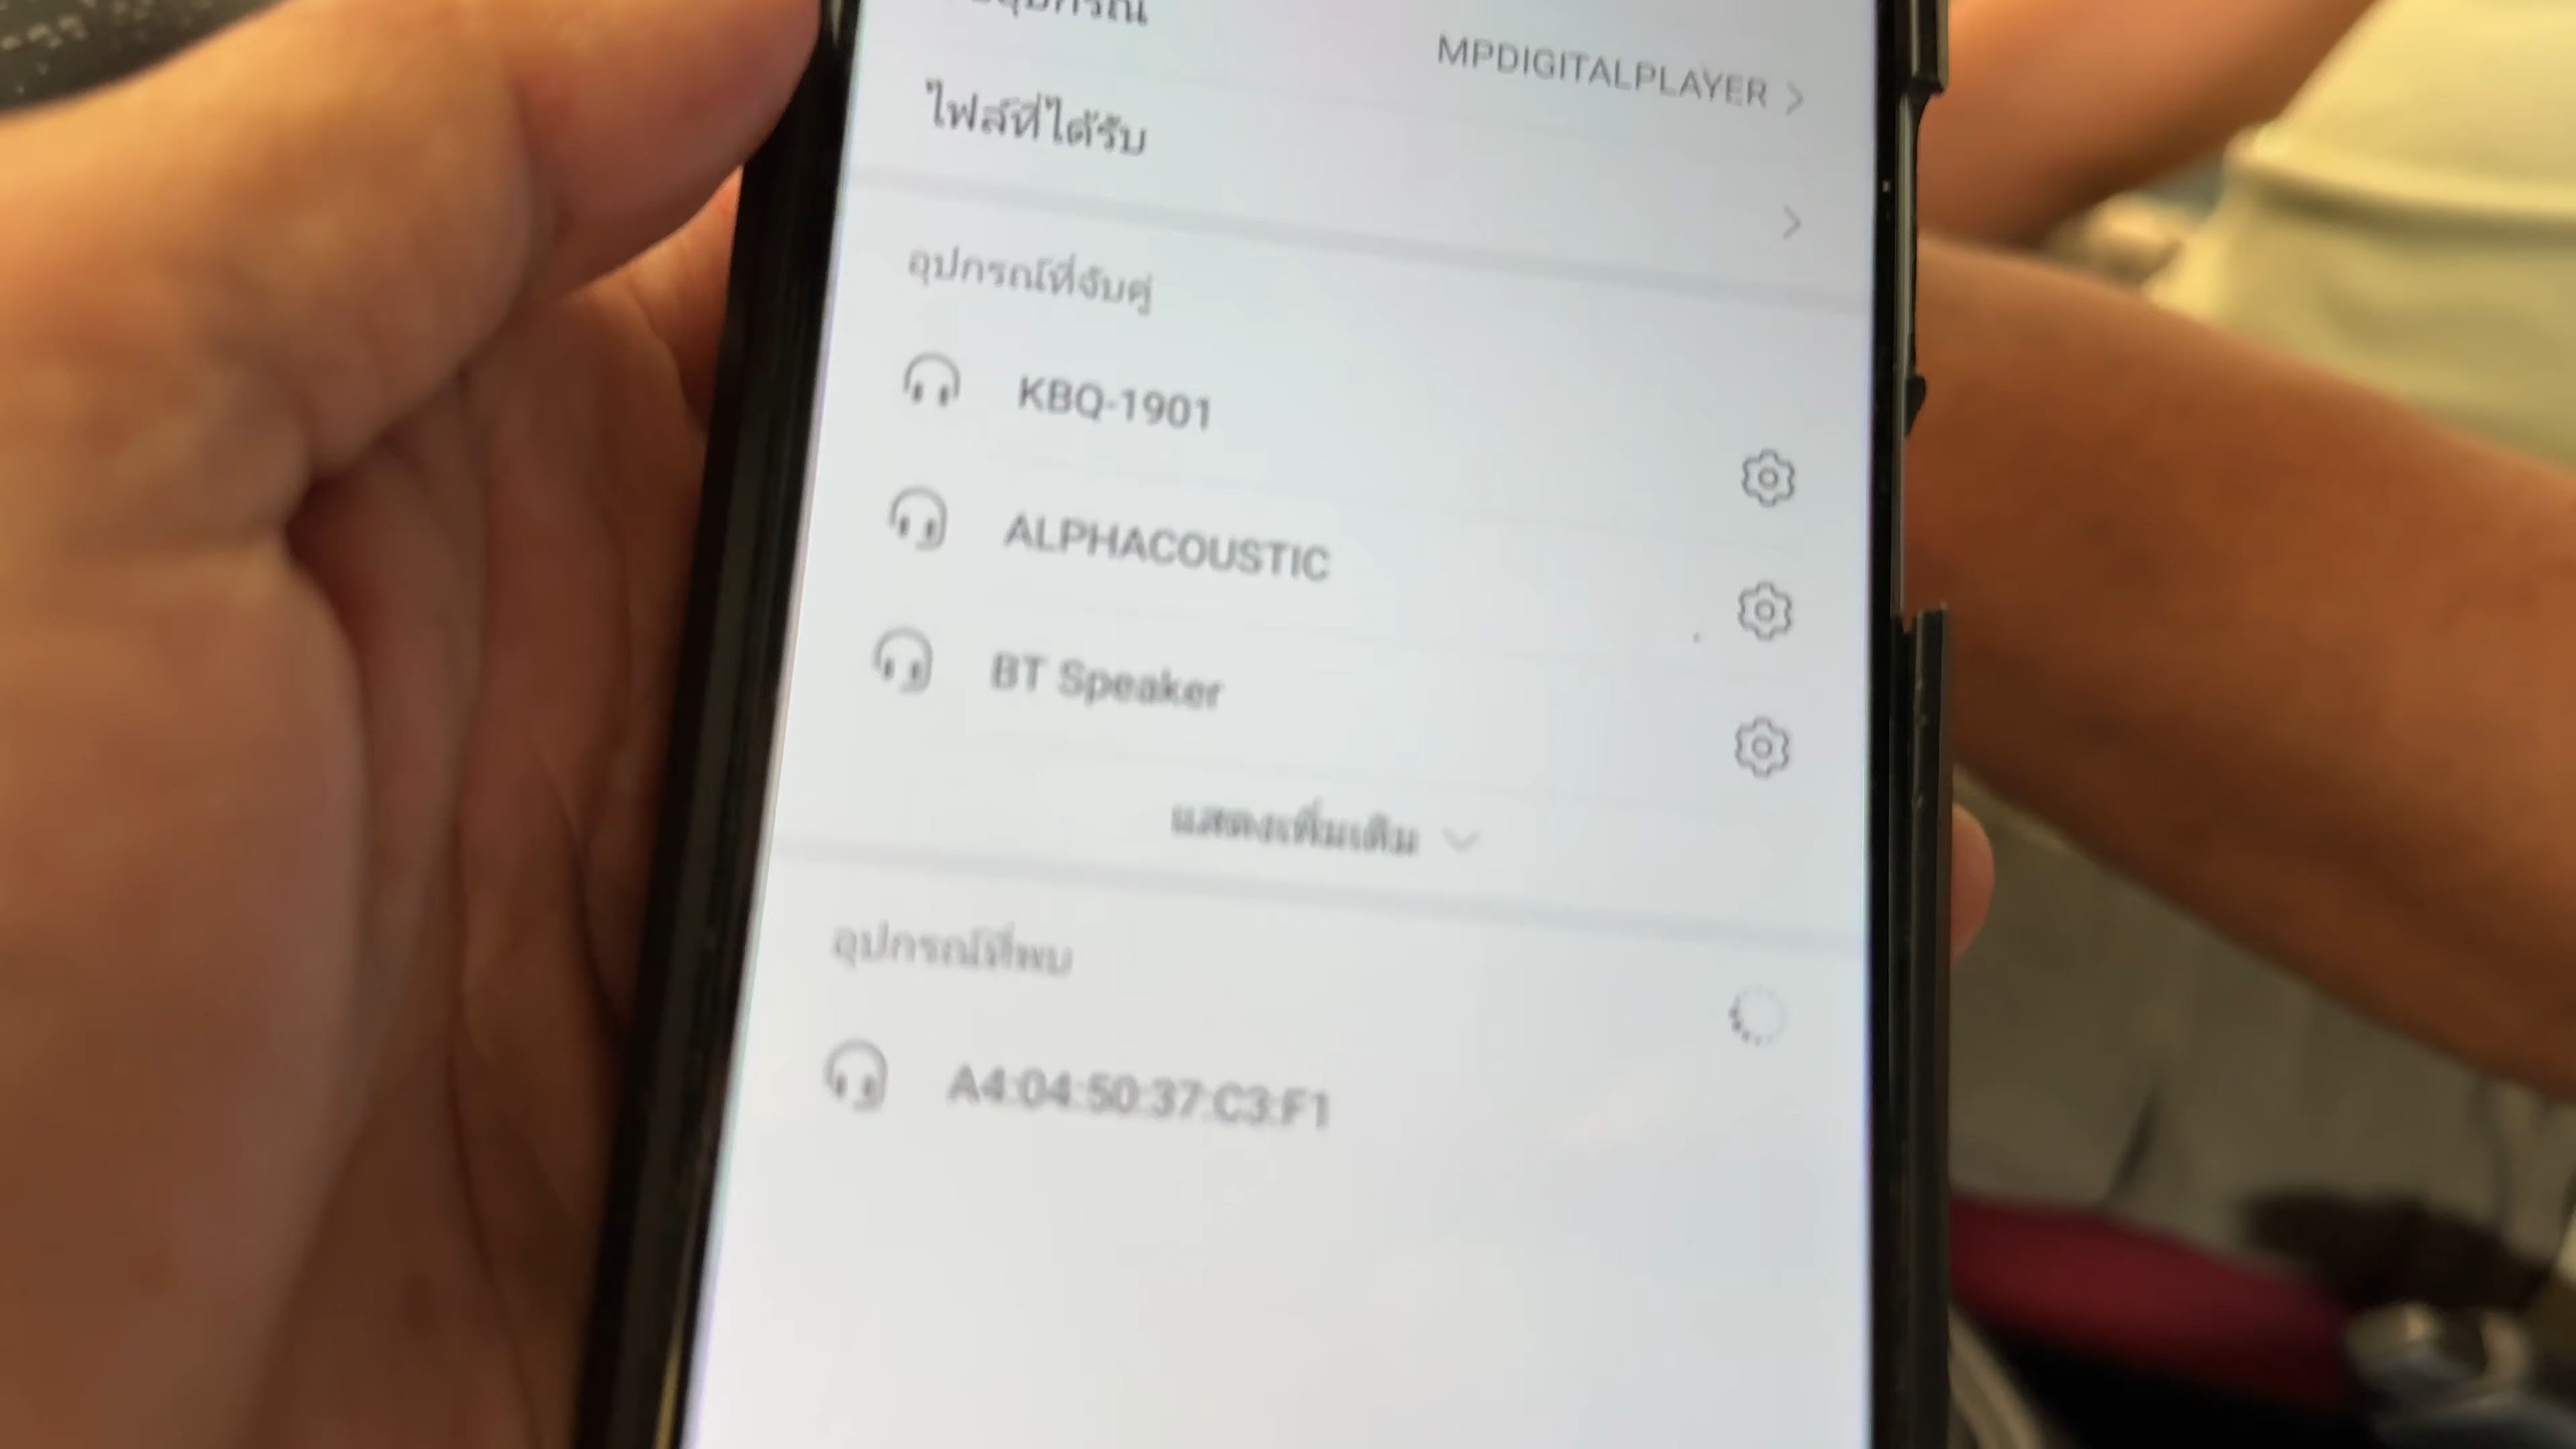 MPDIGITALPLAYER
ไฟล์ที่ได้รับ
อุปกรณ์ที่จับคู่
KBQ-1901
ALPHACOUSTIC
BT Speaker
แสดงเพิ่มเติม
อุปกรณ์ที่พบ
A4:04:50:37:C3:F1